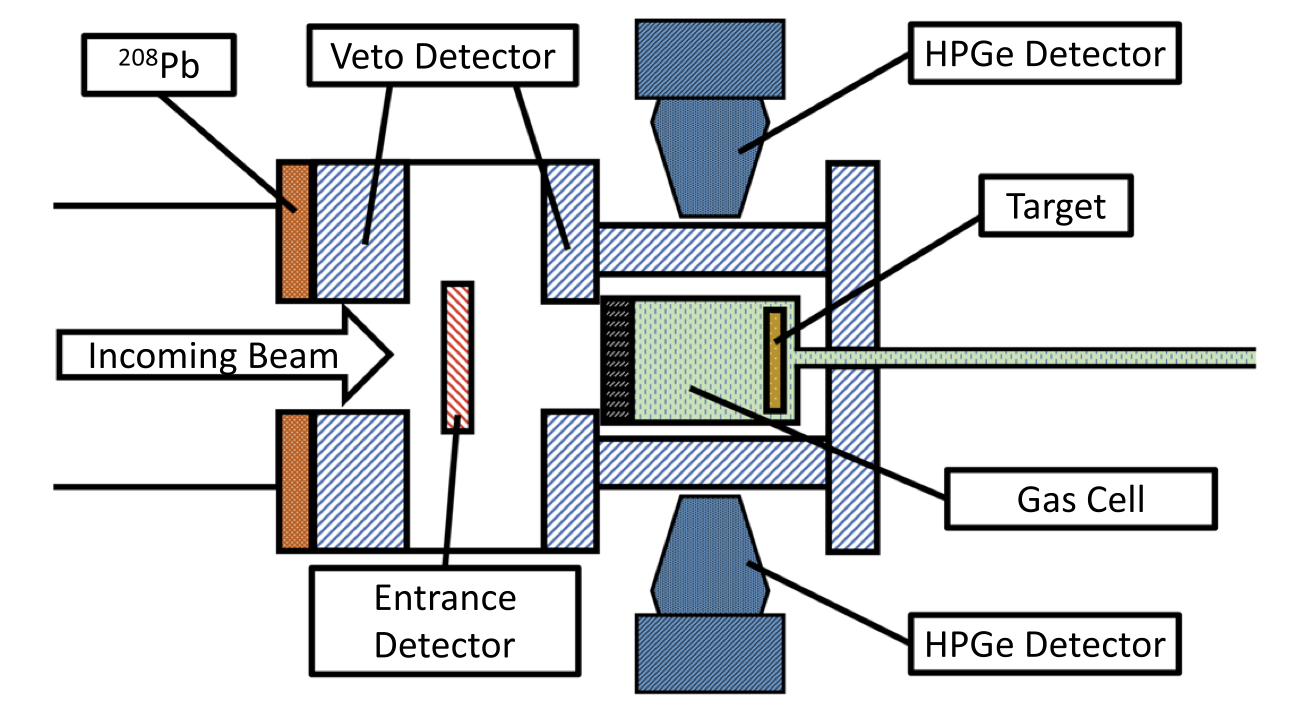 ²⁰⁸Pb
Veto Detector
HPGe Detector
Target
Incoming Beam
Gas Cell
Entrance
Detector
HPGe Detector